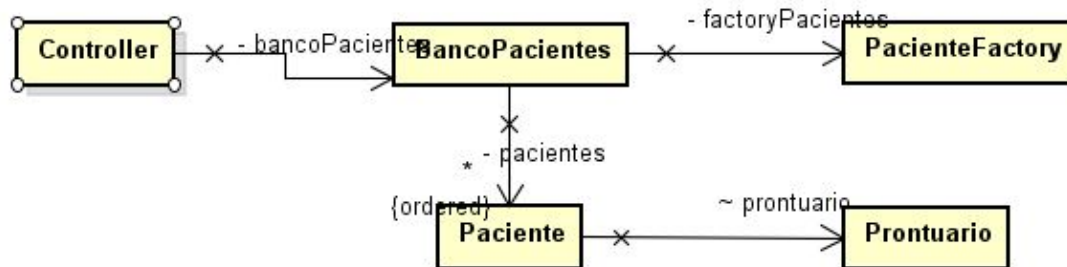 - factoryPacientes
Controller
- bancoPacientes
BancoPacientes
PacienteFactory
*
- pacientes
{ordered}
~ prontuario
Paciente
Prontuario